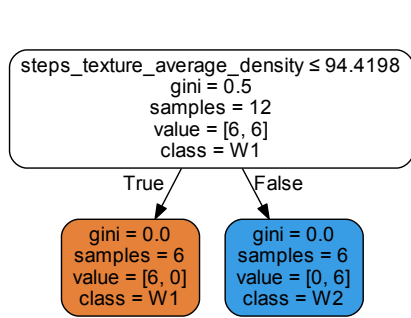 steps_texture_average_density ≤ 94.4198
gini = 0.5
samples = 12
value = [6, 6]
class = W1
True
False
gini = 0.0
samples = 6
value = [6, 0]
class = W1
gini = 0.0
samples = 6
value = [0, 6]
class = W2